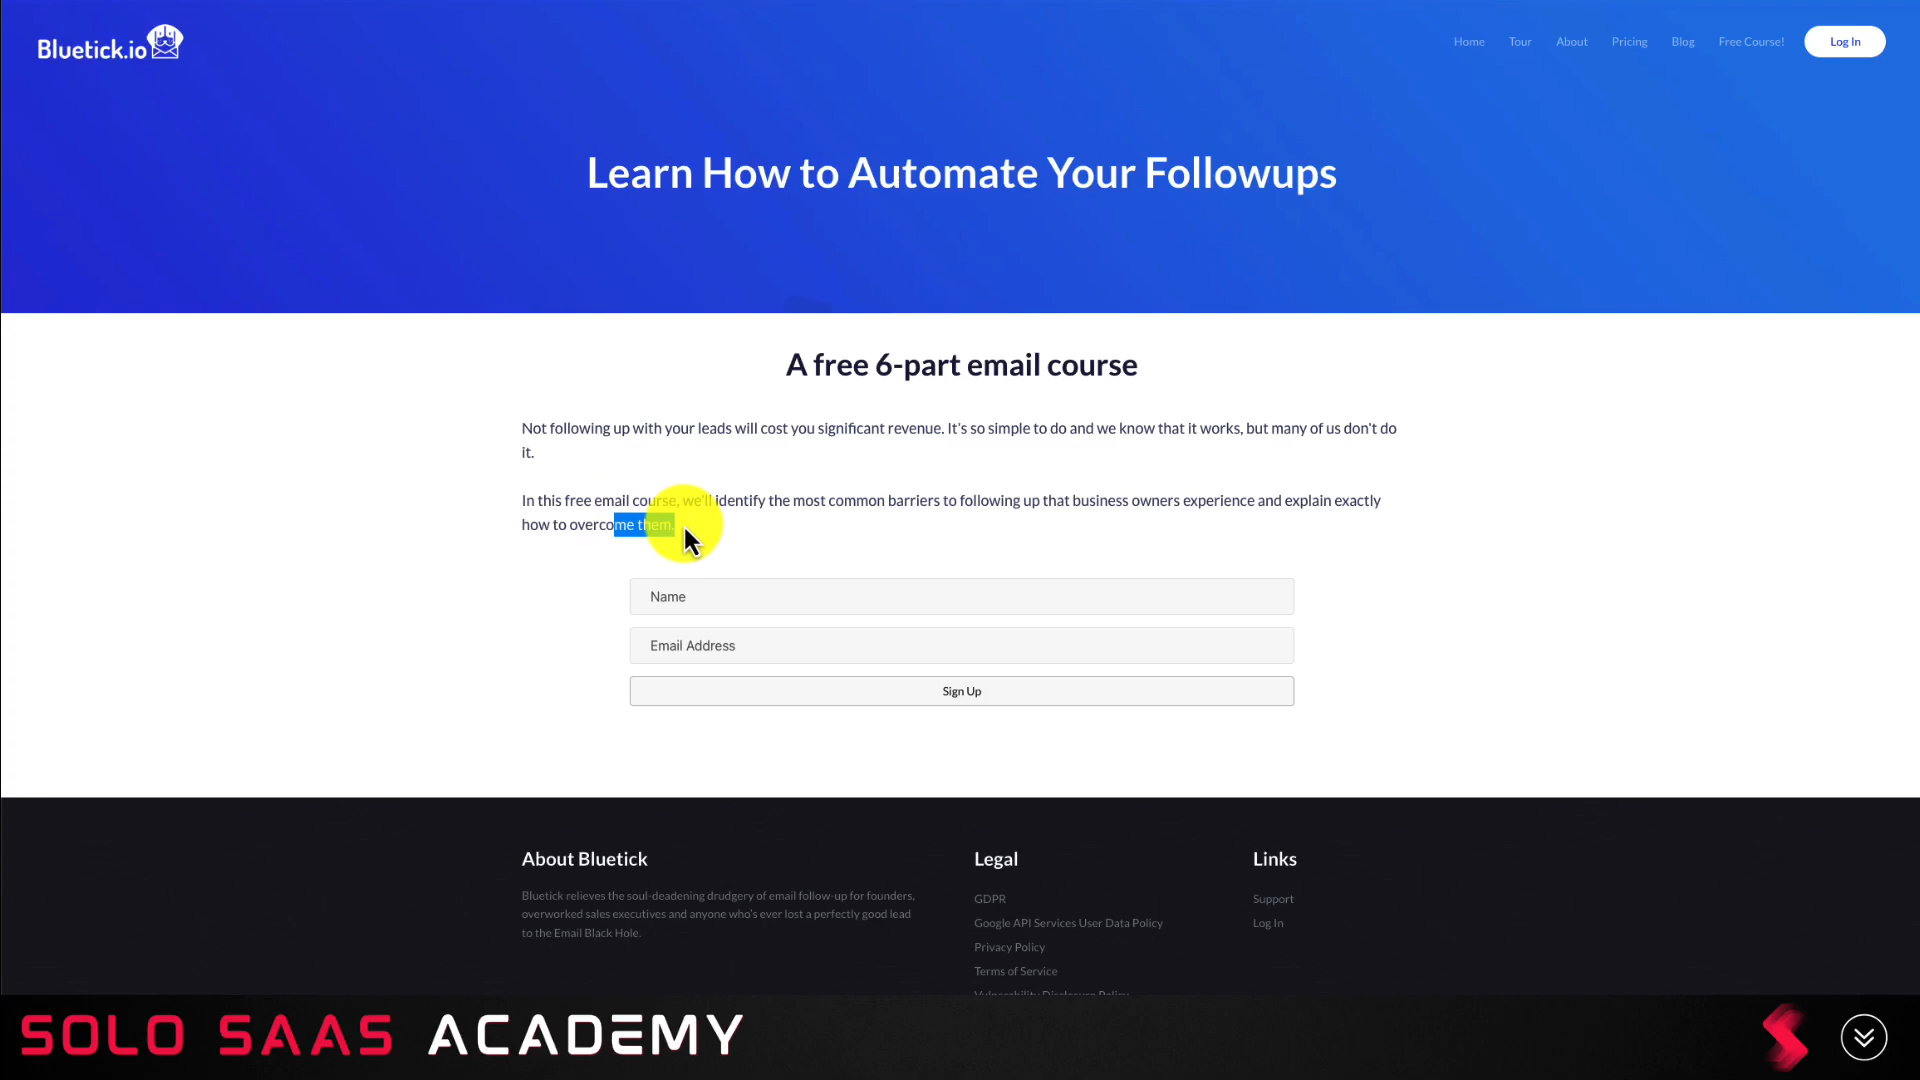 Bluetick.io
Home Tour About Pricing Blog Free Course! Log In
Learn How to Automate Your Followups
A free 6-part email course
Not following up with your leads will cost you significant revenue. It's so simple to do and we know that it works, but many of us don't do
it.
In this free email course, we'll identify the most common barriers to following up that business owners experience and explain exactly
how to overcome them.
Name
Email Address
Sign Up
About Bluetick
Bluetick relieves the soul-deadening drudgery of email follow-up for founders,
overworked sales executives and anyone who's ever lost a perfectly good lead
to the Email Black Hole.
Legal
GDPR
Google API Services User Data Policy
Privacy Policy
Terms of Service
Vulnerability Disclosure Policy
Links
Support
Log In
SOLO SAAS ACADEMY